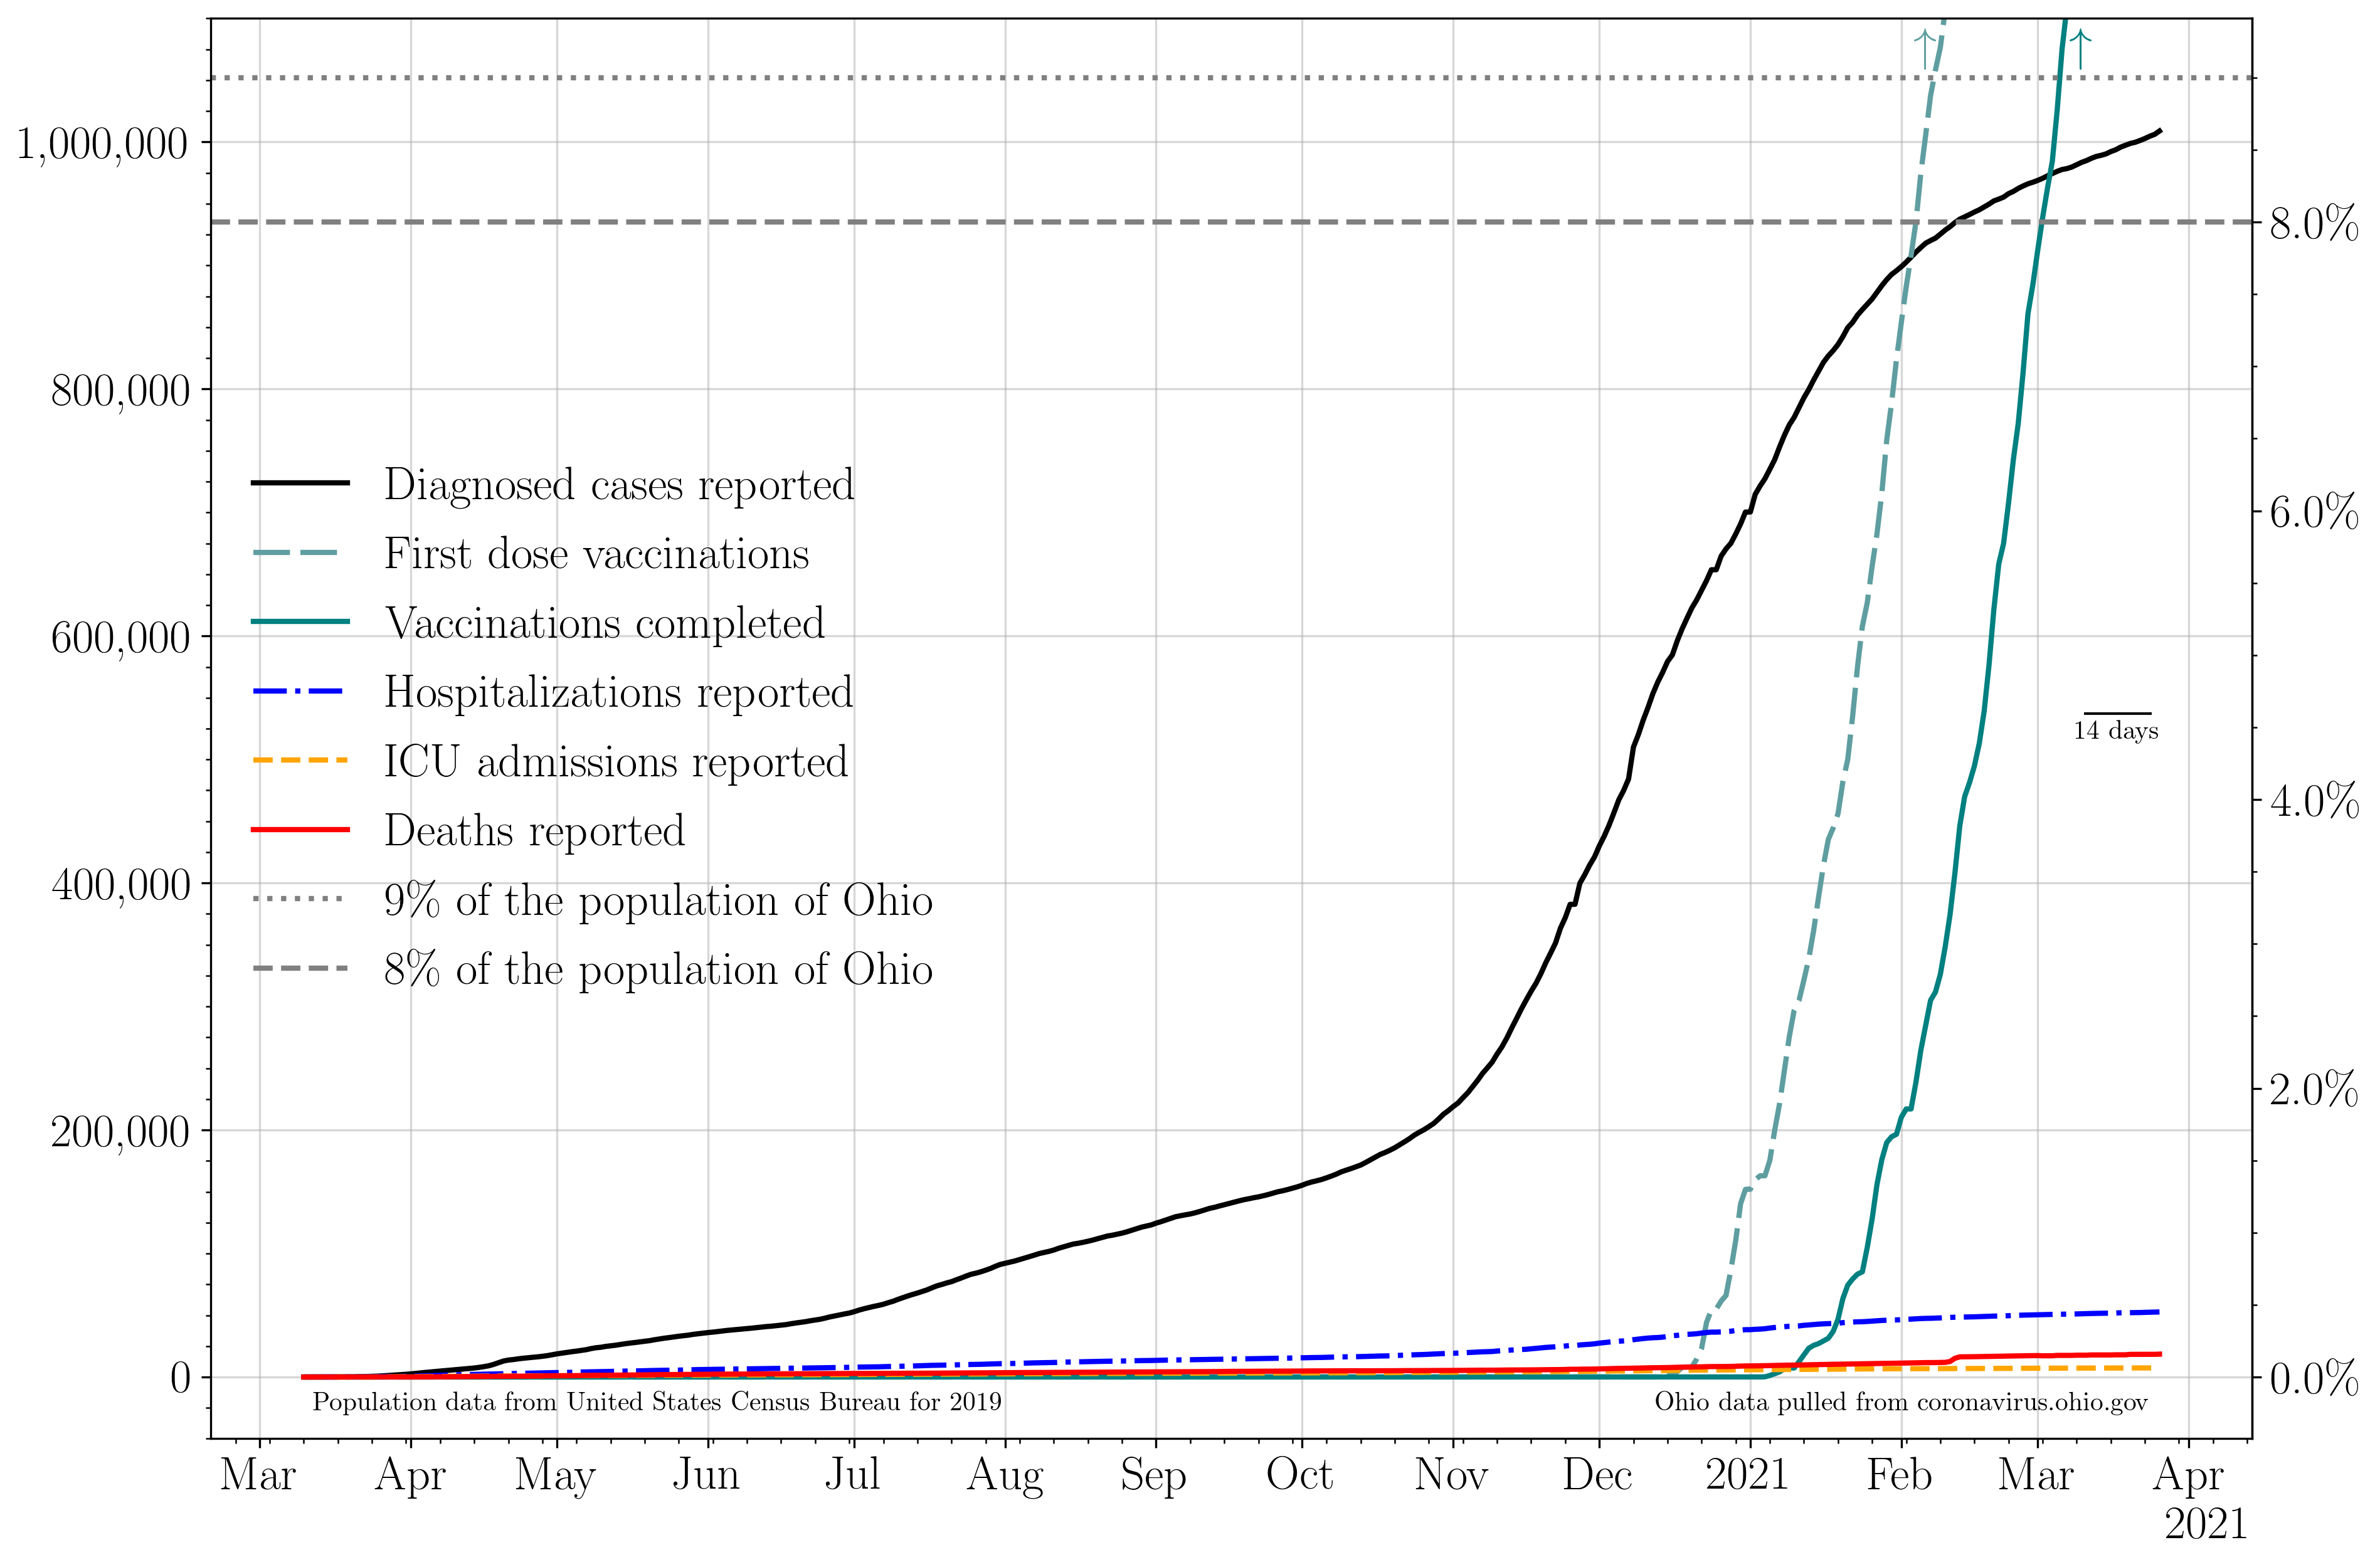 1,000,000
800,000
600,000
400,000
200,000
0
8.0%
6.0%
4.0%
2.0%
0.0%
Diagnosed cases reported
First dose vaccinations
Vaccinations completed
Hospitalizations reported
ICU admissions reported
Deaths reported
9% of the population of Ohio
8% of the population of Ohio
14 days
Population data from United States Census Bureau for 2019
Ohio data pulled from coronavirus.ohio.gov
Mar Apr May Jun Jul Aug Sep Oct Nov Dec 2021 Feb Mar Apr
2021